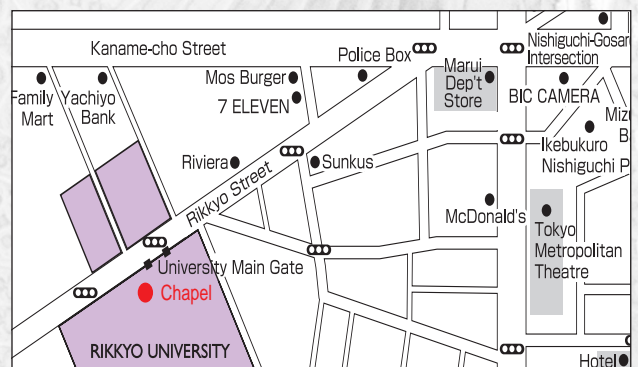 Kaname-cho Street
Police Box
Nishiguchi-Gosan
Intersection
Mos Burger
Marui
Dep't
Store
Family
Mart
Yachiyo
Bank
7 ELEVEN
BIC CAMERA
Ikebukuro
Nishiguchi P
Riviera
Rikkyo Street
Sunkus
McDonald's
Tokyo
Metropolitan
Theatre
University Main Gate
Chapel
RIKKYO UNIVERSITY
Hotel